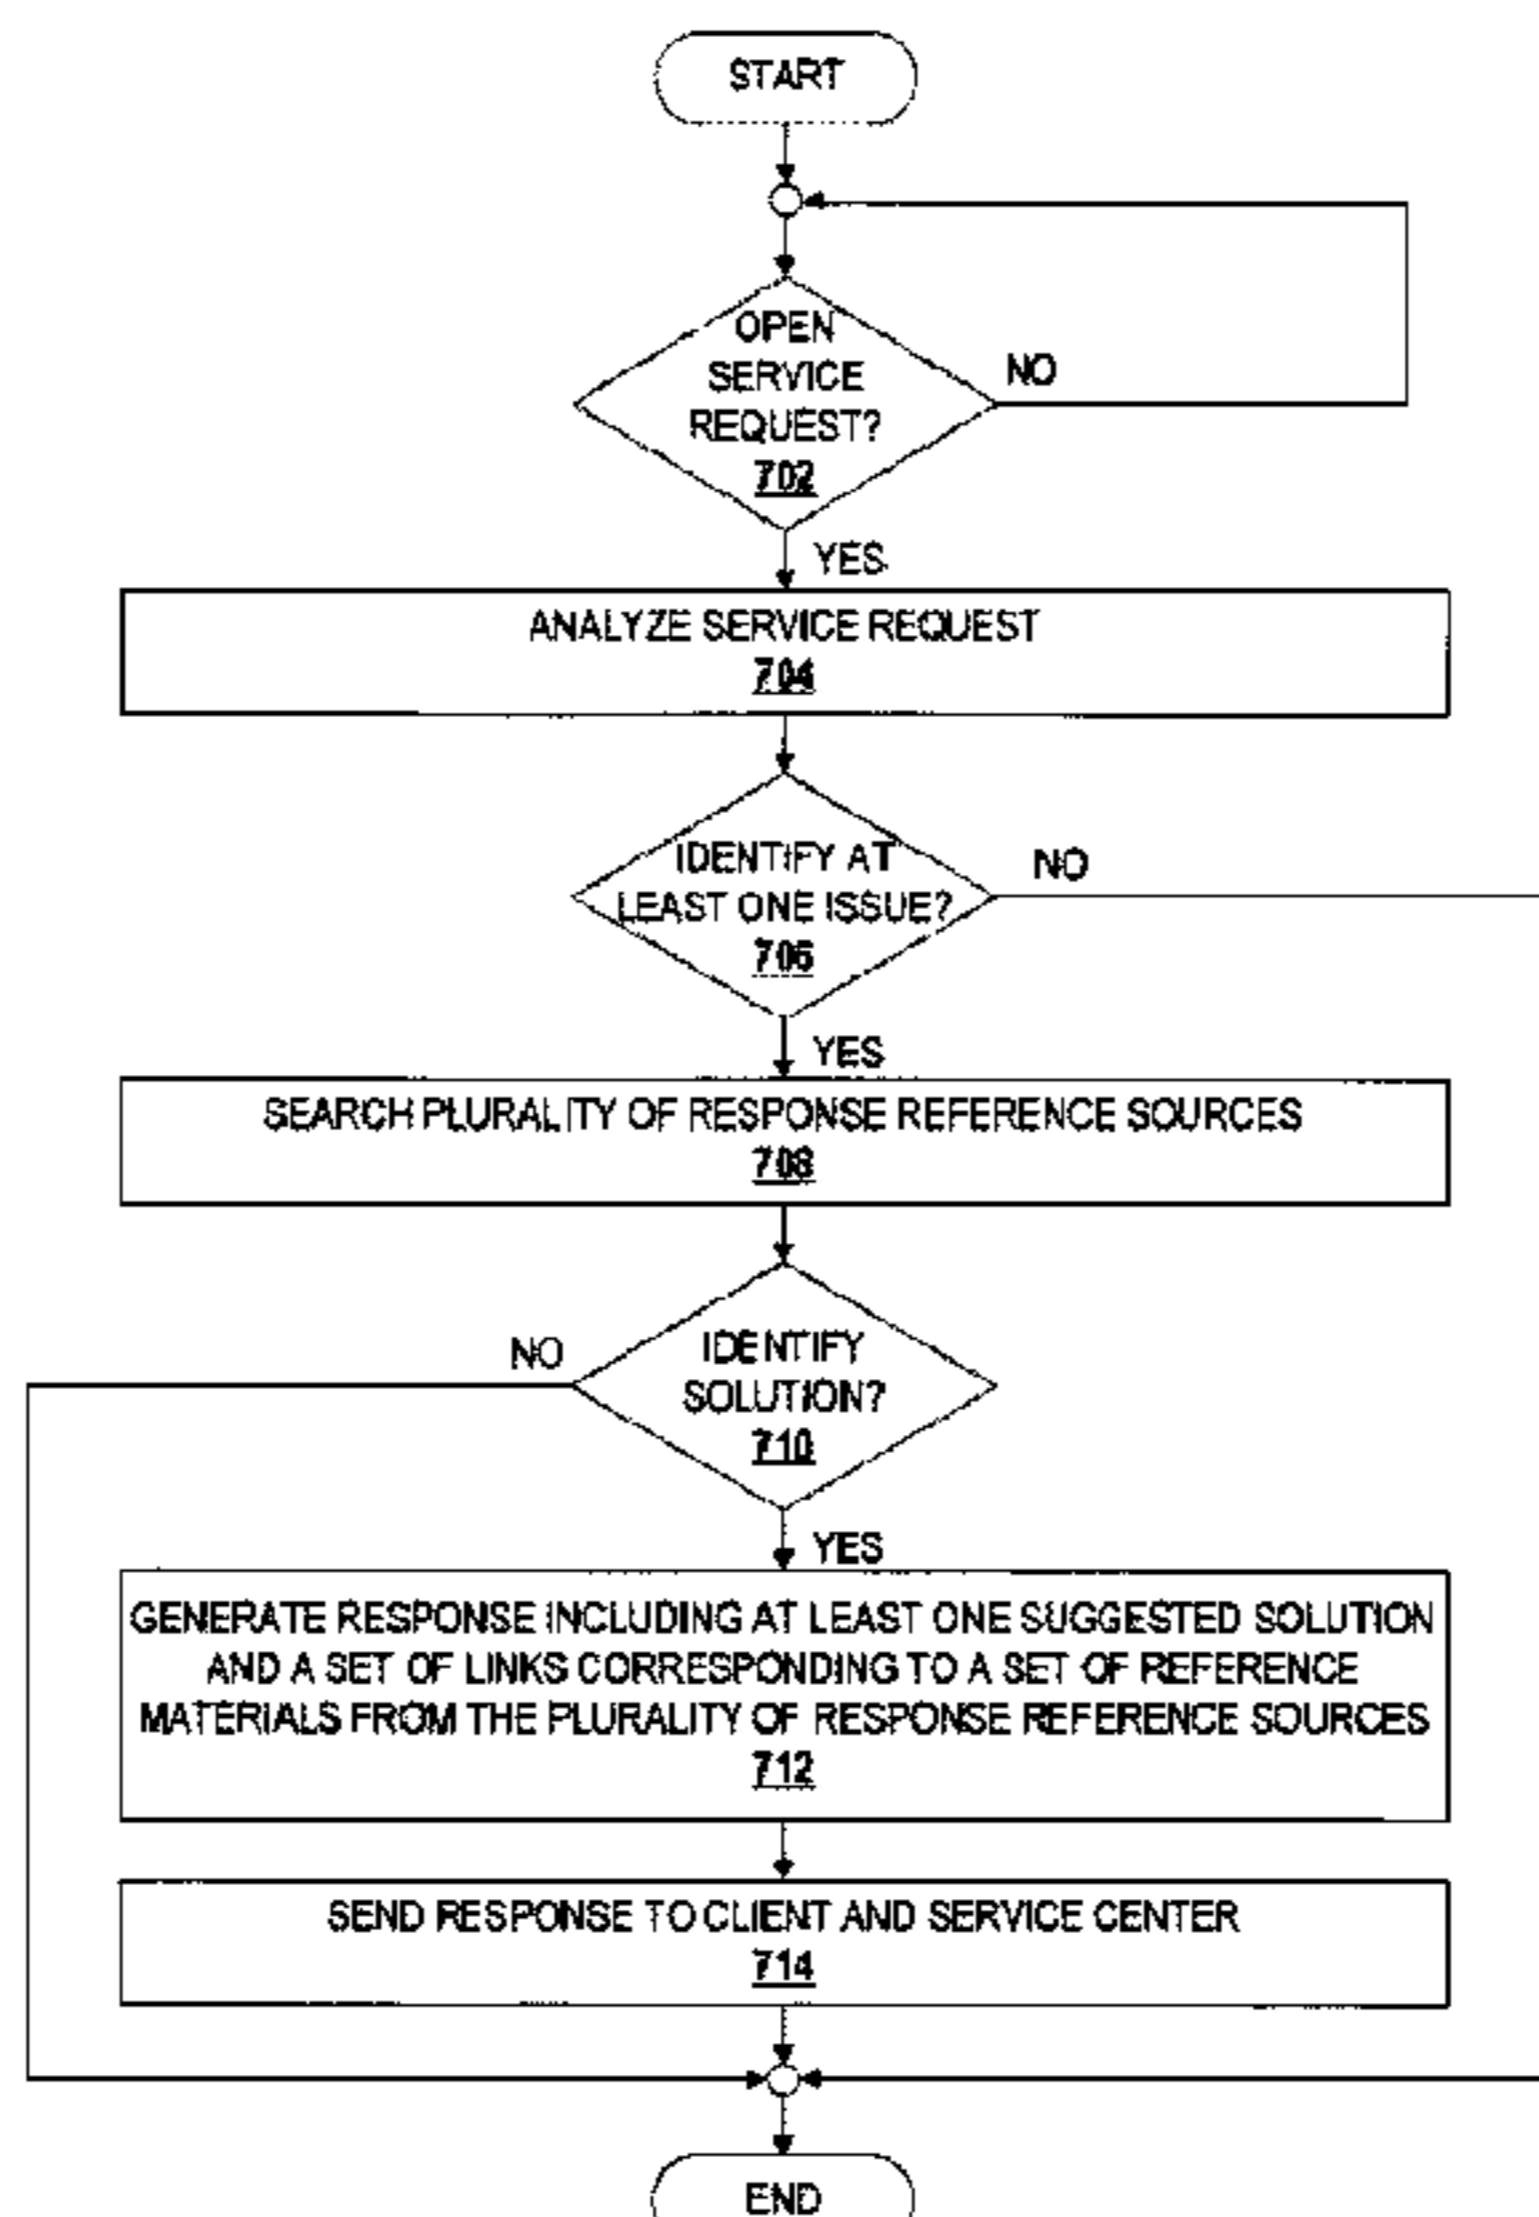 START
OPEN
SERVICE
REQUEST?
702
NO
YES
ANALYZE SERVICE REQUEST
704
IDENTIFY AT
LEAST ONE ISSUE?
706
NO
YES
SEARCH PLURALITY OF RESPONSE REFERENCE SOURCES
708
NO
IDENTIFY
SOLUTION?
710
YES
GENERATE RESPONSE INCLUDING AT LEAST ONE SUGGESTED SOLUTION
AND A SET OF LINKS CORRESPONDING TO A SET OF REFERENCE
MATERIALS FROM THE PLURALITY OF RESPONSE REFERENCE SOURCES
712
SEND RESPONSE TO CLIENT AND SERVICE CENTER
714
END